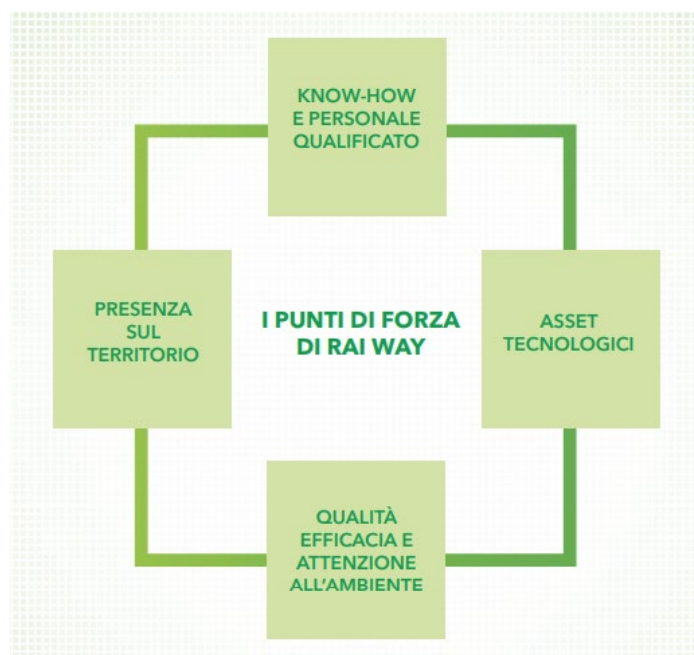 KNOW-HOW
E PERSONALE
QUALIFICATO
PRESENZA
SUL
TERRITORIO
I PUNTI DI FORZA
DI RAI WAY
ASSET
TECNOLOGICI
QUALITÀ
EFFICACIA E
ATTENZIONE
ALL'AMBIENTE